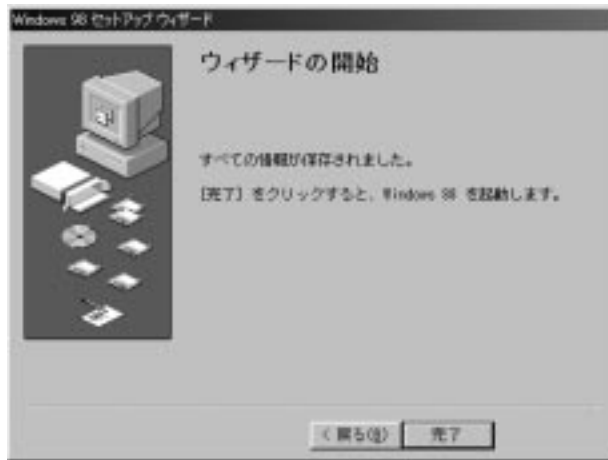 Windows 98 セットアップ ウィザード
ウィザードの開始
すべての情報が保存されました。
[完了] をクリックすると、Windows 98 を起動します。
< 戻る(B)
完了